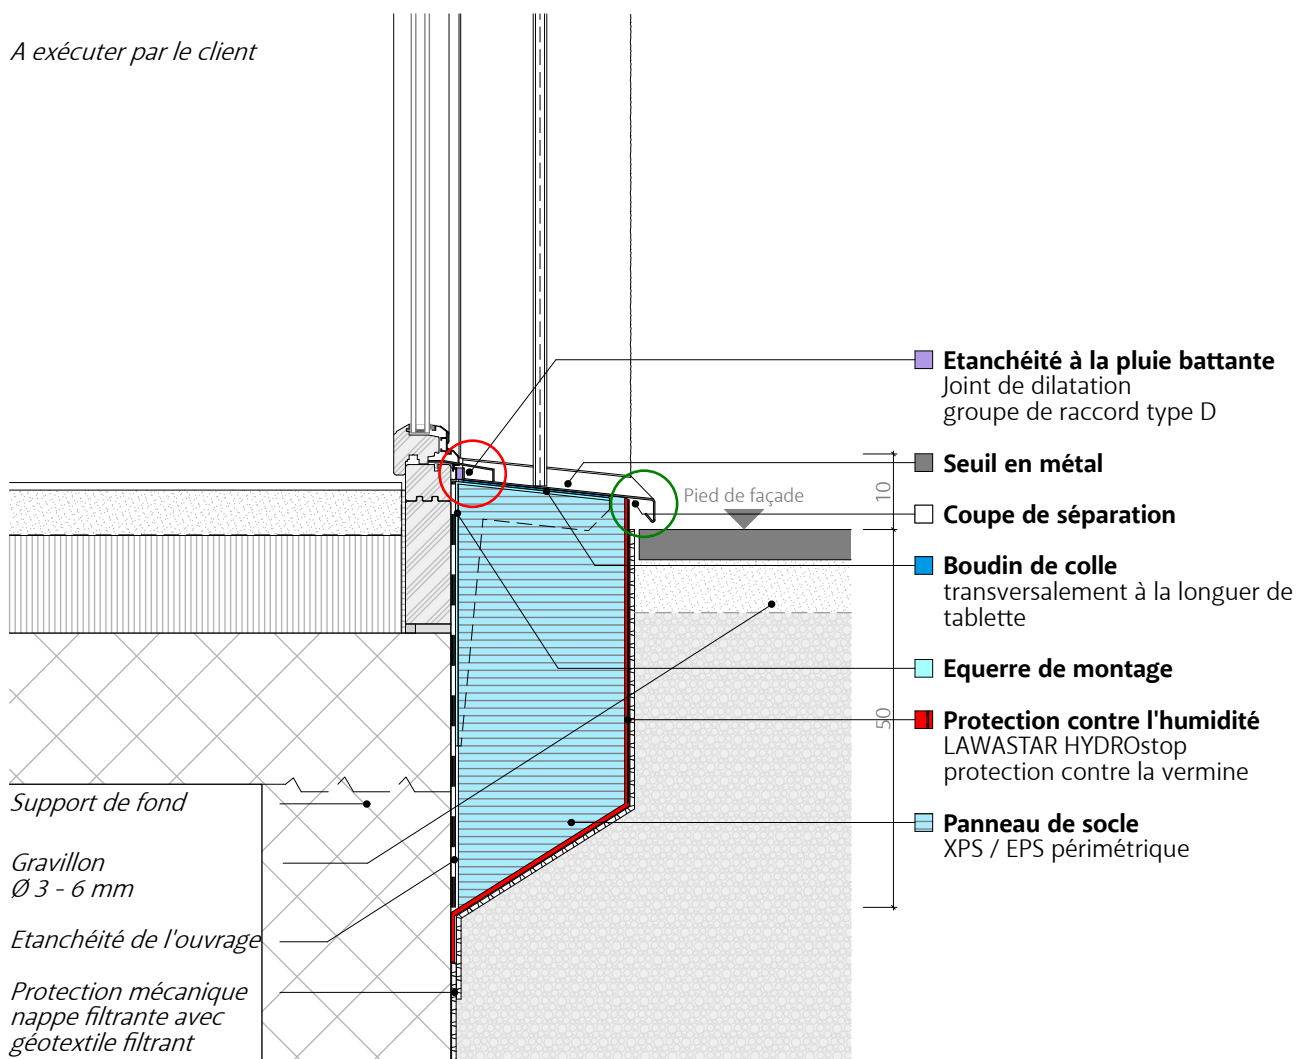 A exécuter par le client
Etanchéité à la pluie battante
Joint de dilatation
groupe de raccord type D
Seuil en métal
10
Pied de façade
Coupe de séparation
Boudin de colle
transversalement à la longuer de
tablette
Equerre de montage
50
Protection contre l'humidité
LAWASTAR HYDROstop
protection contre la vermine
Panneau de socle
XPS / EPS périmétrique
Support de fond
Gravillon
Ø 3 - 6 mm
Etanchéité de l'ouvrage
Protection mécanique
nappe filtrante avec
géotextile filtrant